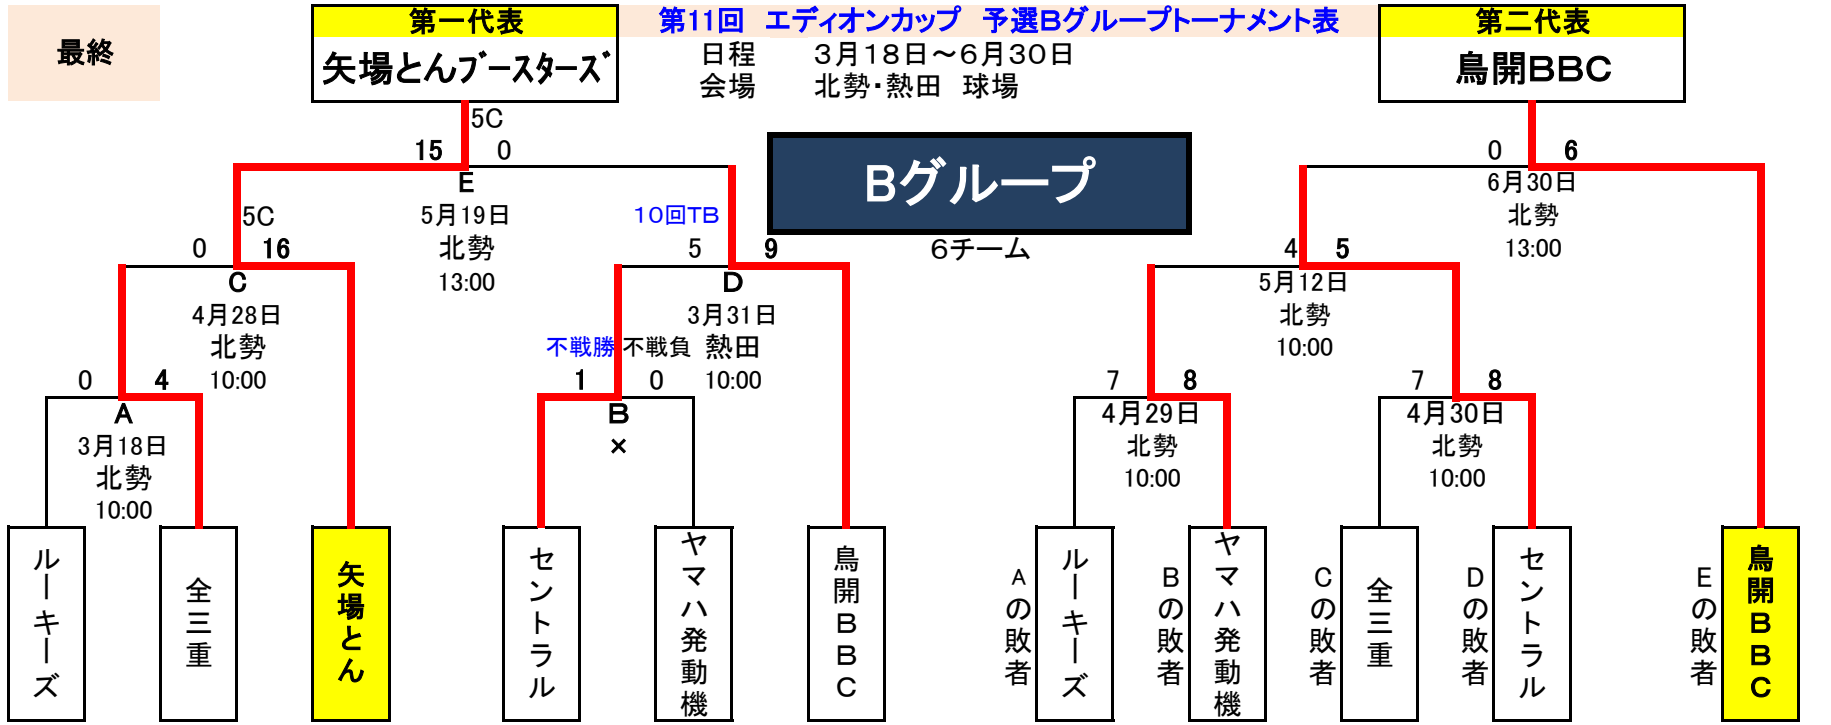 最終
第一代表
矢場とんブースターズ
第11回 エディオンカップ 予選Bグループトーナメント表
日程 3月18日～6月30日
会場 北勢・熱田 球場
第二代表
鳥開BBC
Bグループ
6チーム
5C
15 0
E
5月19日
北勢
13:00
5C
0 16
C
4月28日
北勢
10:00
10回TB
5 9
D
3月31日
熱田
10:00
0 4
A
3月18日
北勢
10:00
不戦勝 不戦負
1 0
B
×
0 6
6月30日
北勢
13:00
4 5
5月12日
北勢
10:00
7 8
4月29日
北勢
10:00
7 8
4月30日
北勢
10:00
ルーキーズ
全三重
矢場とん
セントラル
ヤマハ発動機
鳥開BBC
Aの敗者
ルーキーズ
Bの敗者
ヤマハ発動機
Cの敗者
全三重
Dの敗者
セントラル
Eの敗者
鳥開BBC